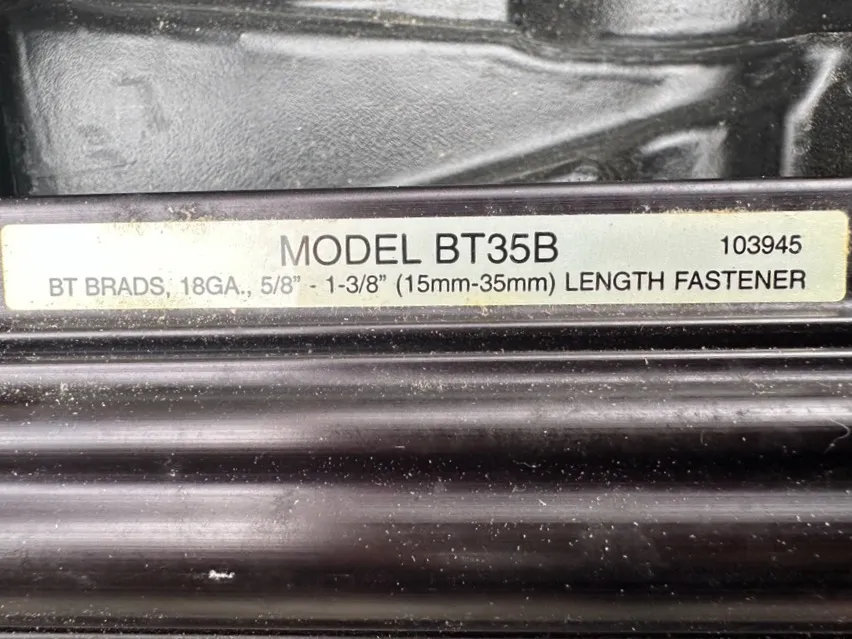 MODEL BT35B 103945
BT BRADS, 18GA., 5/8" - 1-3/8" (15mm-35mm) LENGTH FASTENER